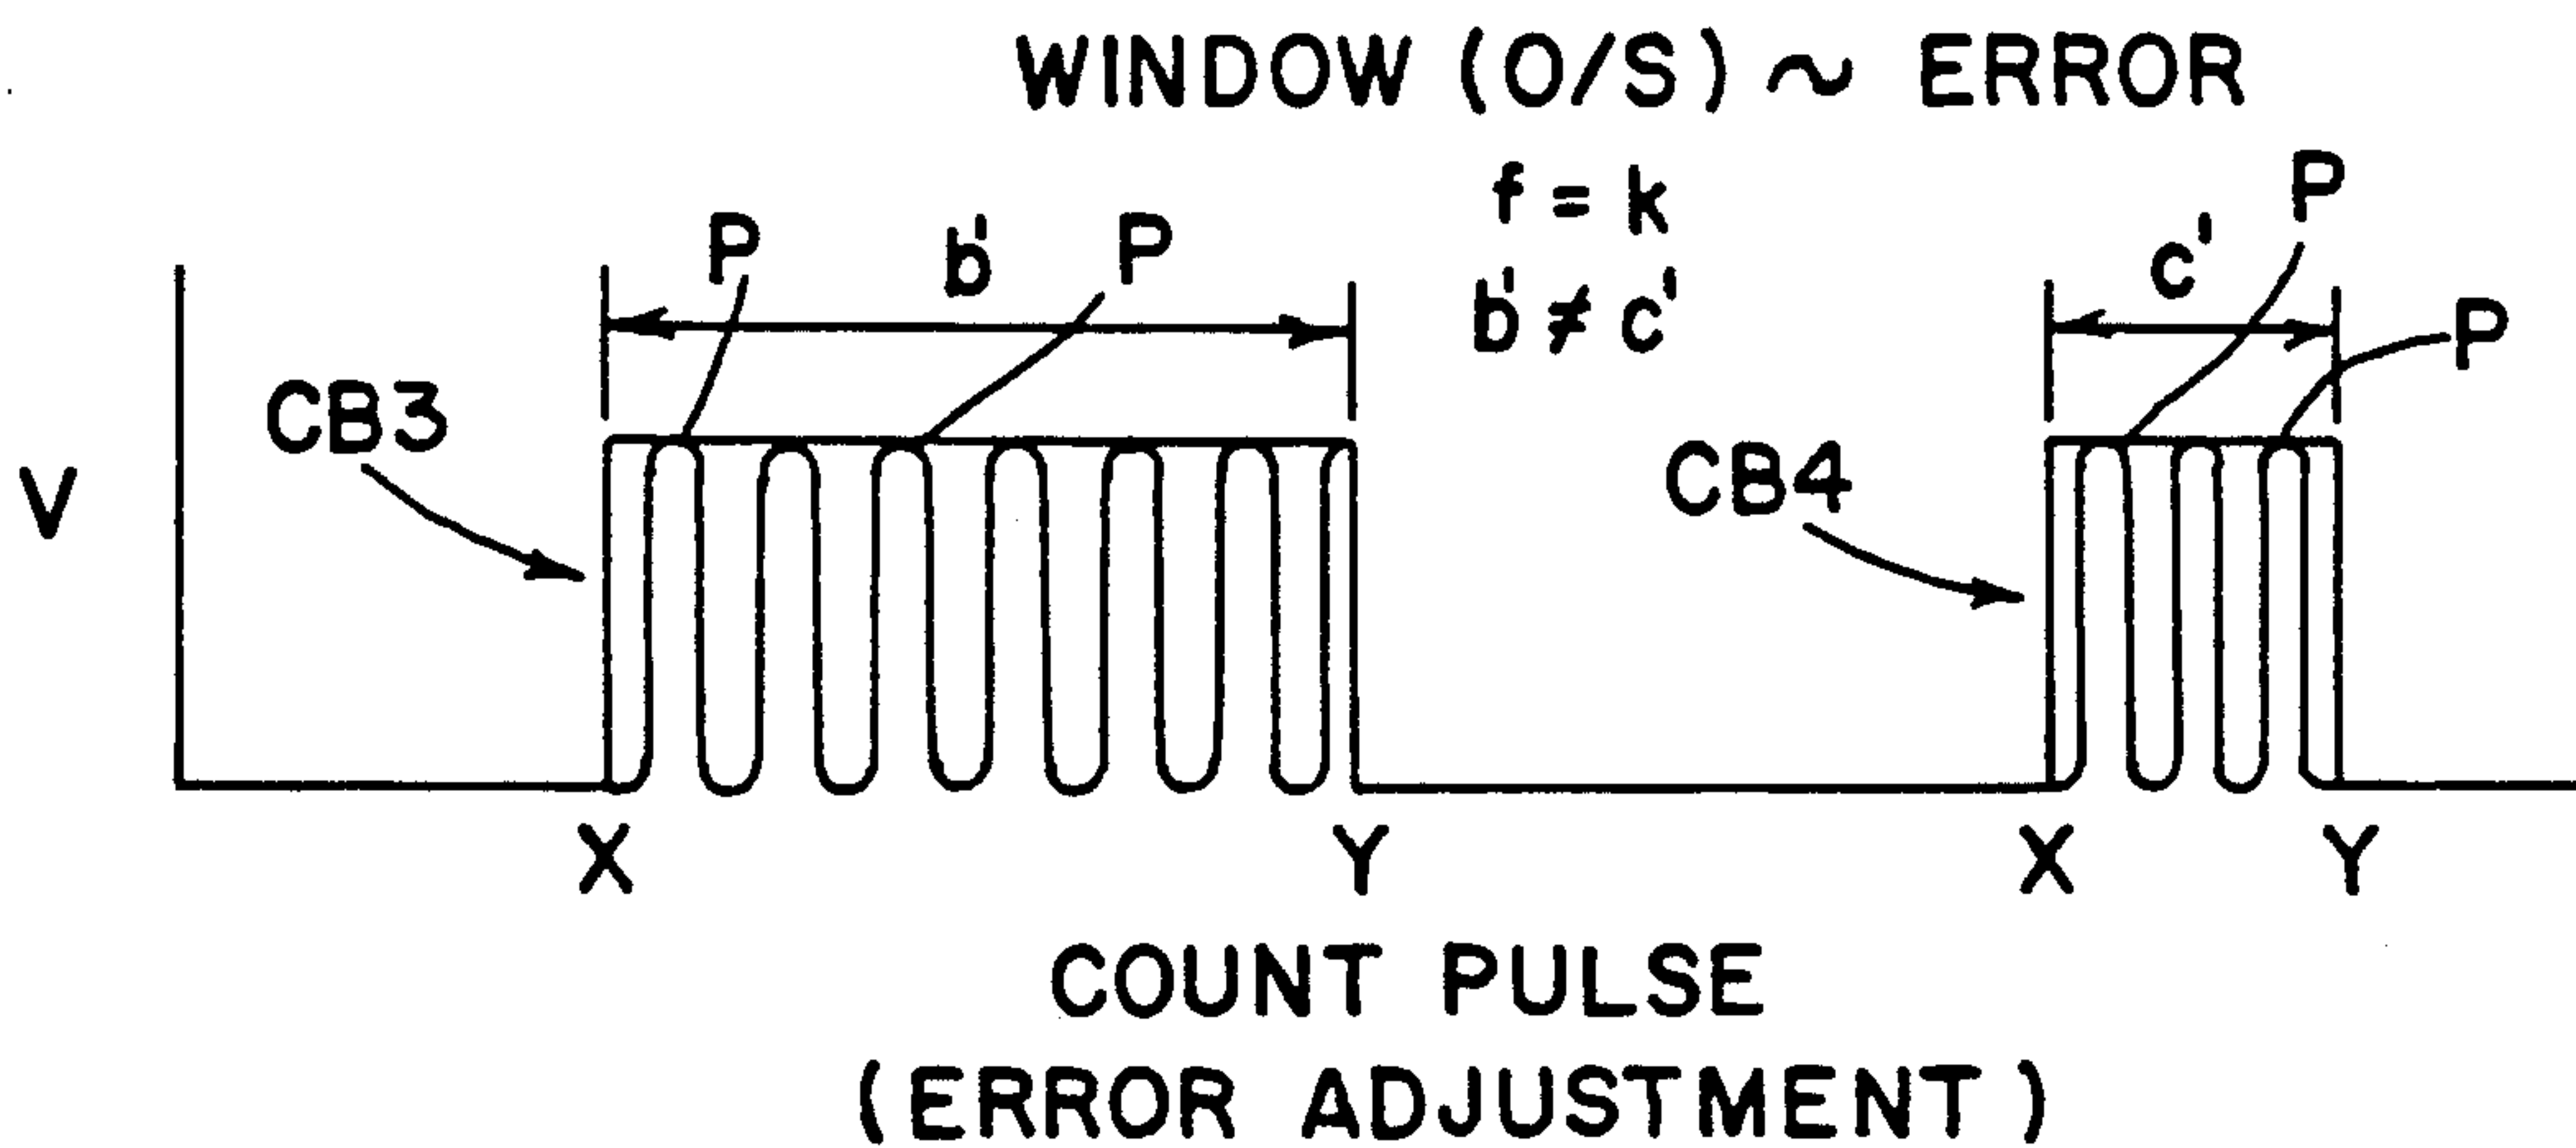 WINDOW (O/S) ~ ERROR
f = k
b' ≠ c'
P
b'
P
c'
P
P
CB3
CB4
V
X
Y
X
Y
COUNT PULSE
(ERROR ADJUSTMENT)